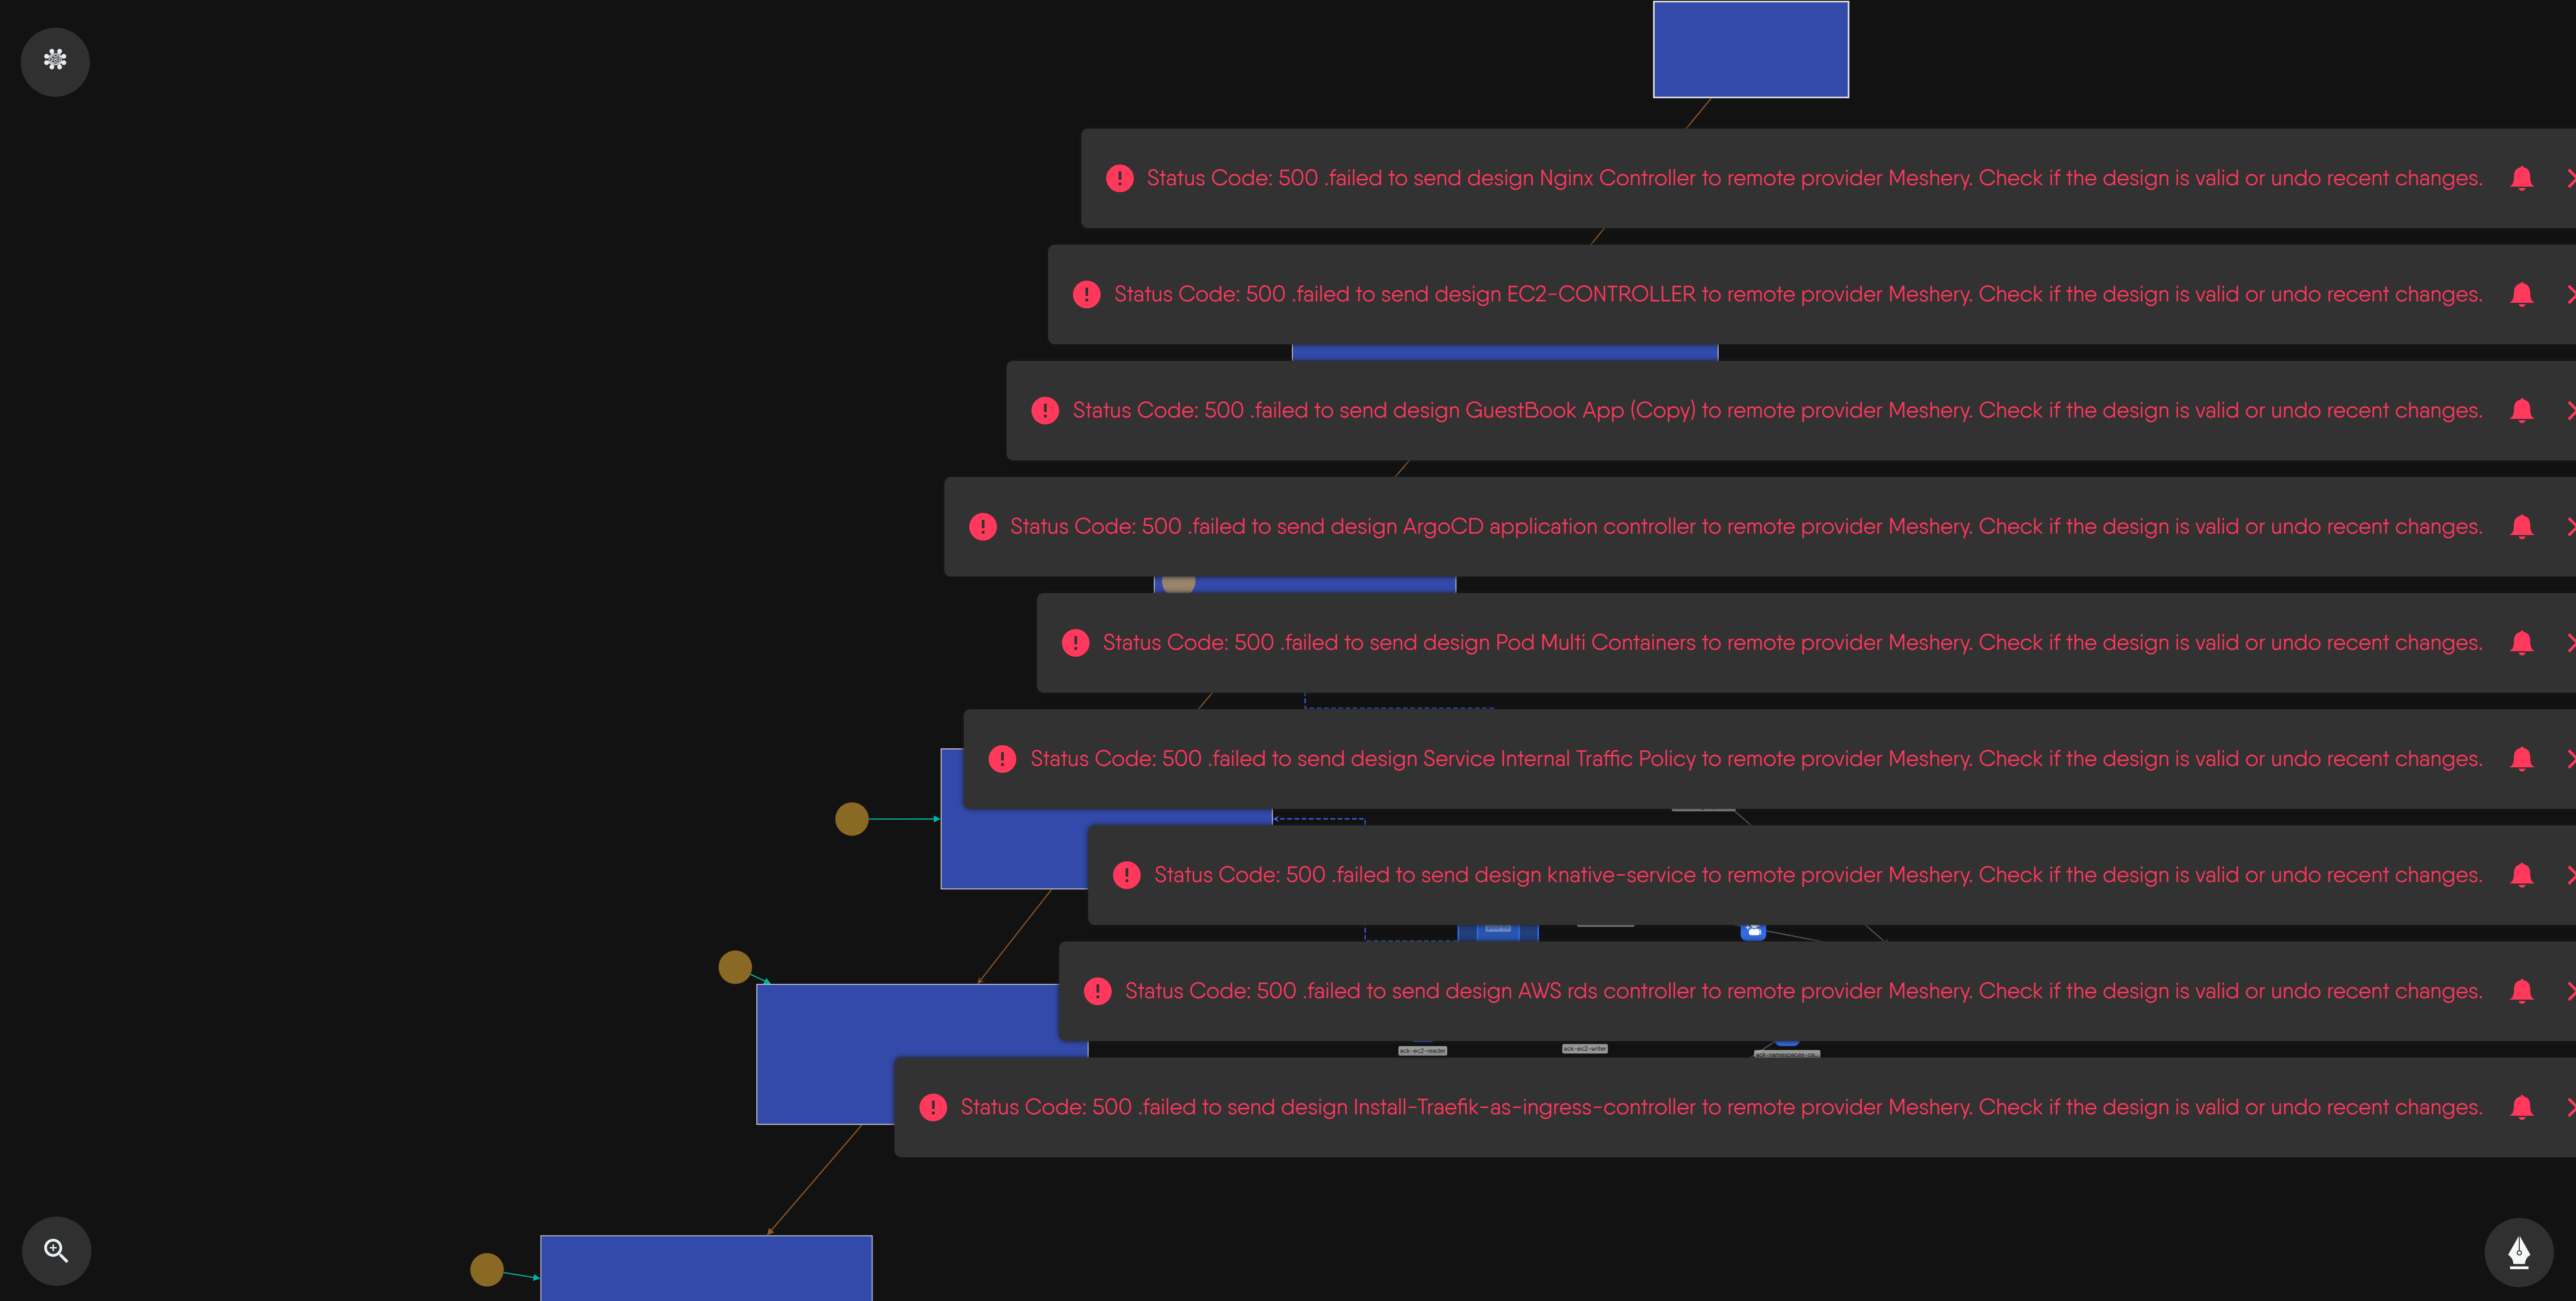 Status Code: 500 .failed to send design Nginx Controller to remote provider Meshery. Check if the design is valid or undo recent changes.
Status Code: 500 .failed to send design EC2-CONTROLLER to remote provider Meshery. Check if the design is valid or undo recent changes.
Status Code: 500 .failed to send design GuestBook App (Copy) to remote provider Meshery. Check if the design is valid or undo recent changes.
Status Code: 500 .failed to send design ArgoCD application controller to remote provider Meshery. Check if the design is valid or undo recent changes.
Status Code: 500 .failed to send design Pod Multi Containers to remote provider Meshery. Check if the design is valid or undo recent changes.
Status Code: 500 .failed to send design Service Internal Traffic Policy to remote provider Meshery. Check if the design is valid or undo recent changes.
Status Code: 500 .failed to send design knative-service to remote provider Meshery. Check if the design is valid or undo recent changes.
Status Code: 500 .failed to send design AWS rds controller to remote provider Meshery. Check if the design is valid or undo recent changes.
ack-ec2-reader
ack-ec2-writer
Status Code: 500 .failed to send design Install-Traefik-as-ingress-controller to remote provider Meshery. Check if the design is valid or undo recent changes.